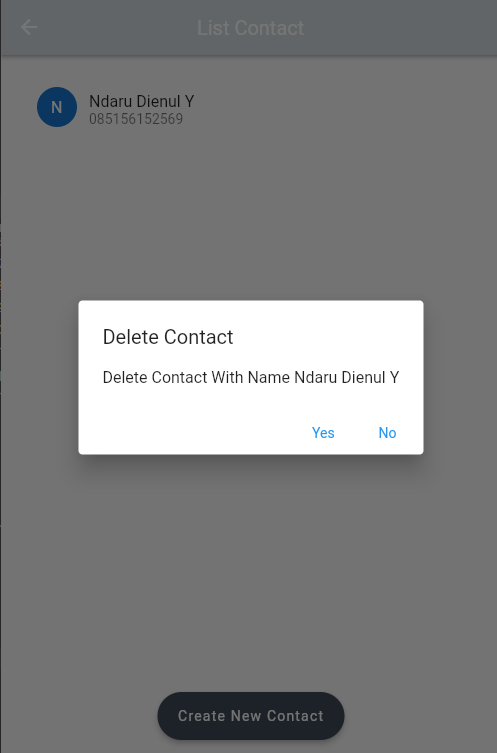 List Contact
N
Ndaru Dienul Y
085156152569
Delete Contact
Delete Contact With Name Ndaru Dienul Y
Yes No
Create New Contact